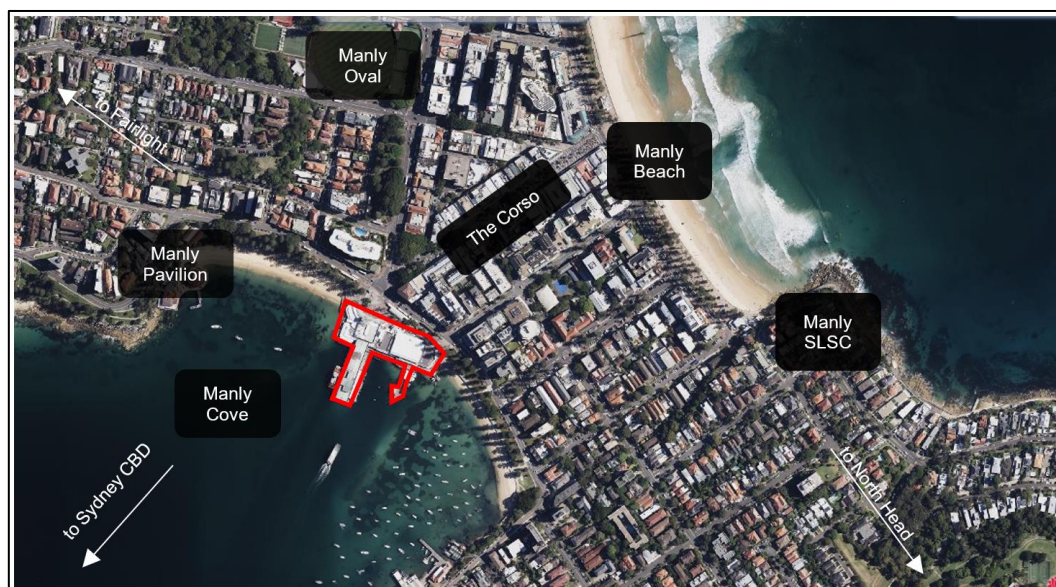 Manly
Oval
to Fairlight
Manly
Beach
The Corso
Manly
Pavilion
Manly
SLSC
Manly
Cove
to Sydney CBD
to North Head